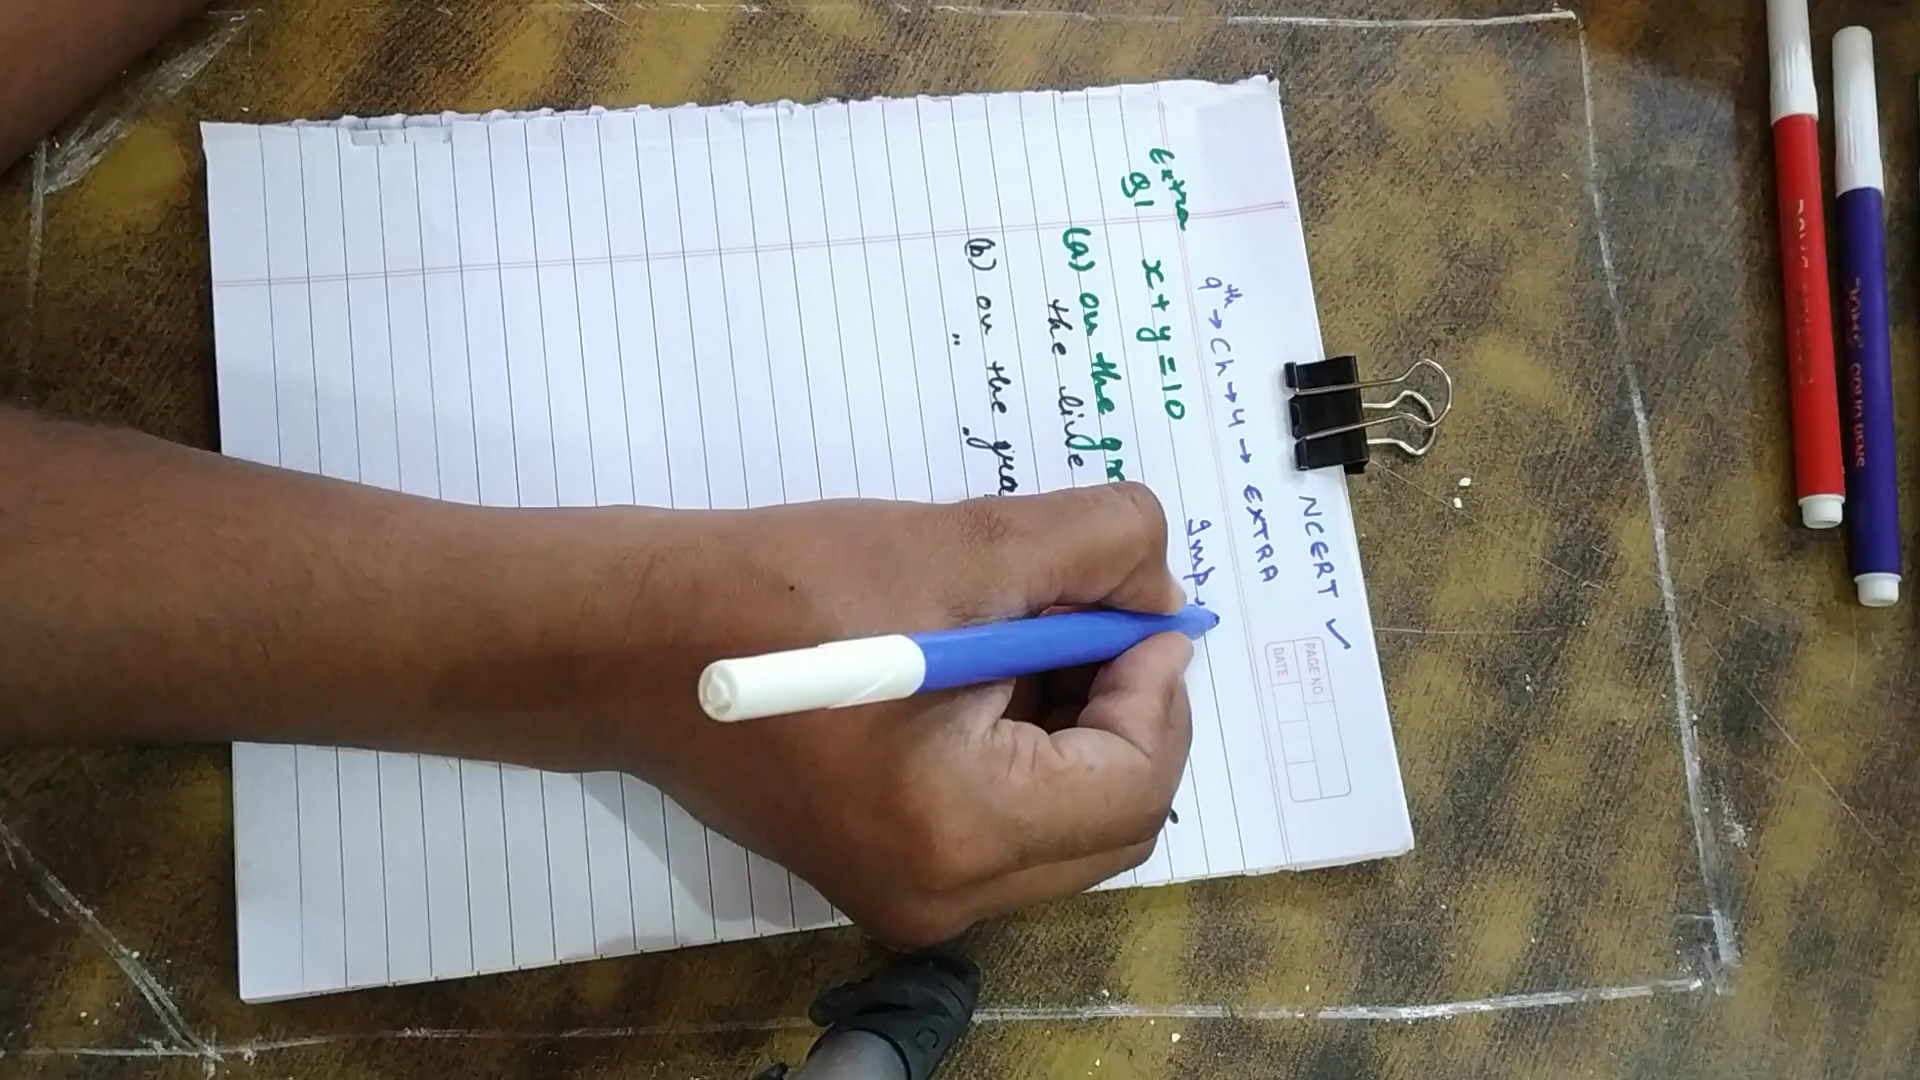 NCERT ✓
9th → Ch → 4 → EXTRA
PAGE NO.
DATE
Extra
Q1 x + y = 10
Imp
(a) on the
the line
(b) on the
" "